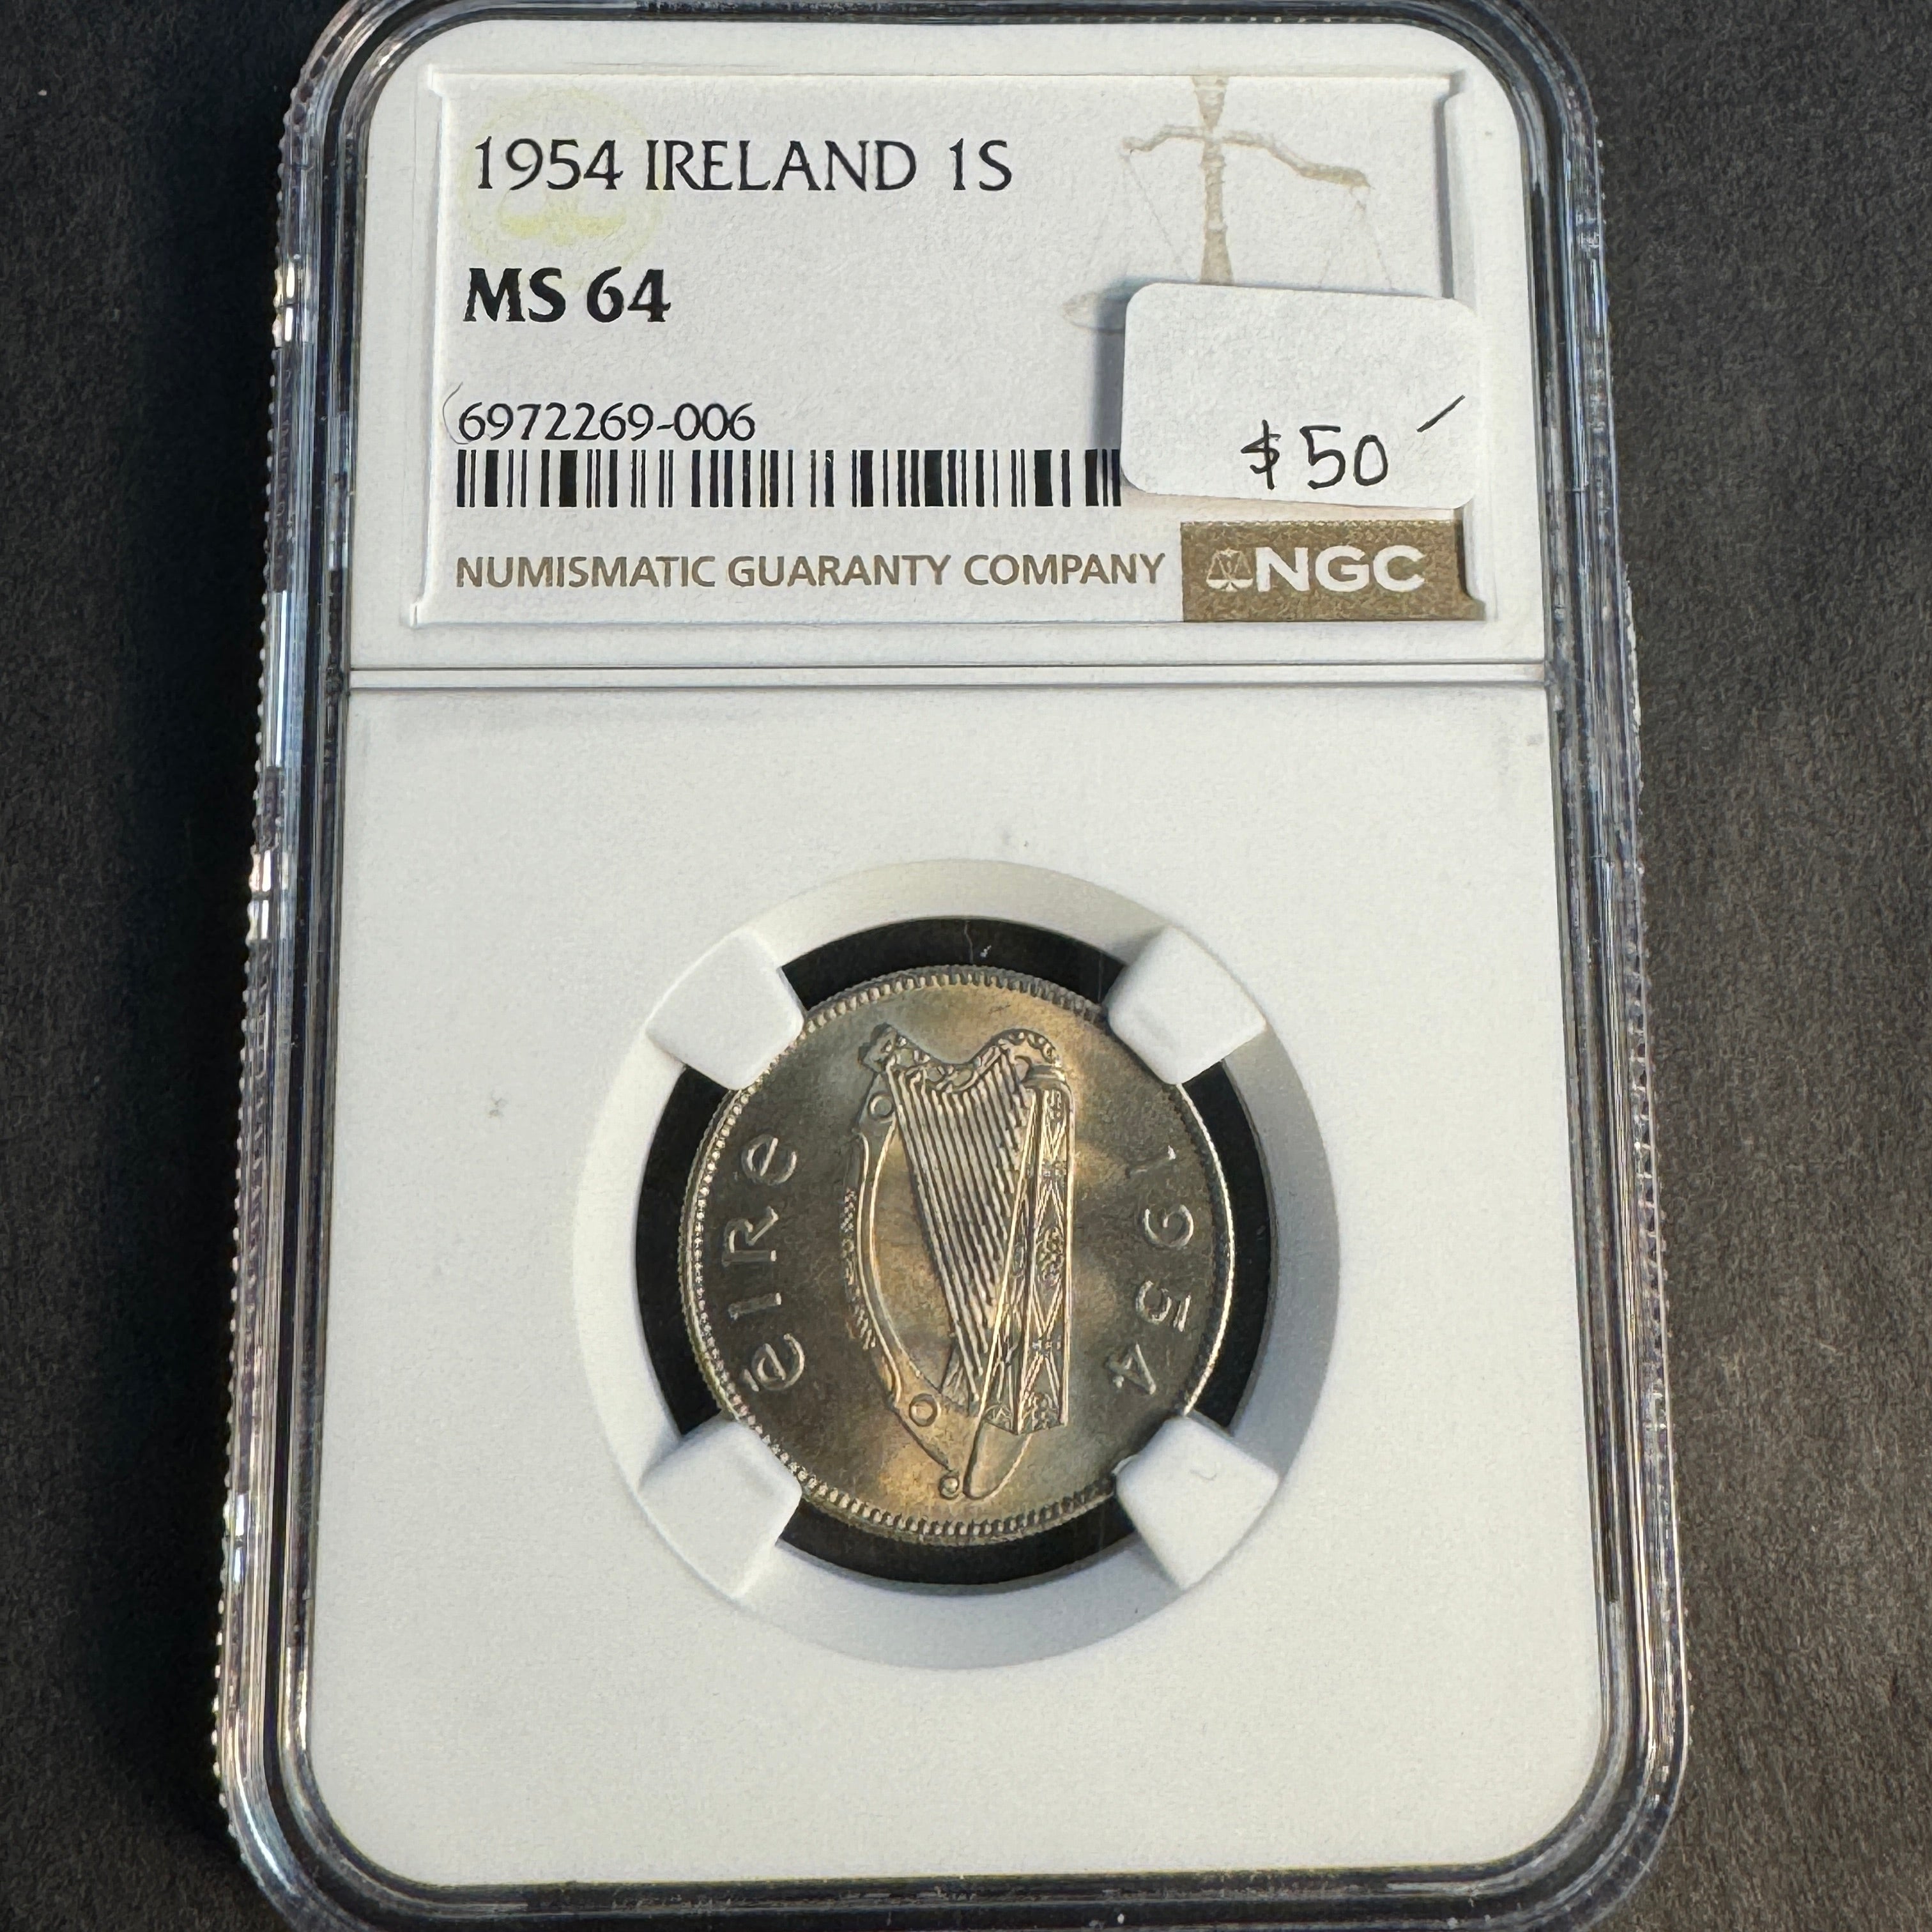 1954 IRELAND 1S
MS 64
6972269-006
$50
NUMISMATIC GUARANTY COMPANY NGC
éIRe
1954